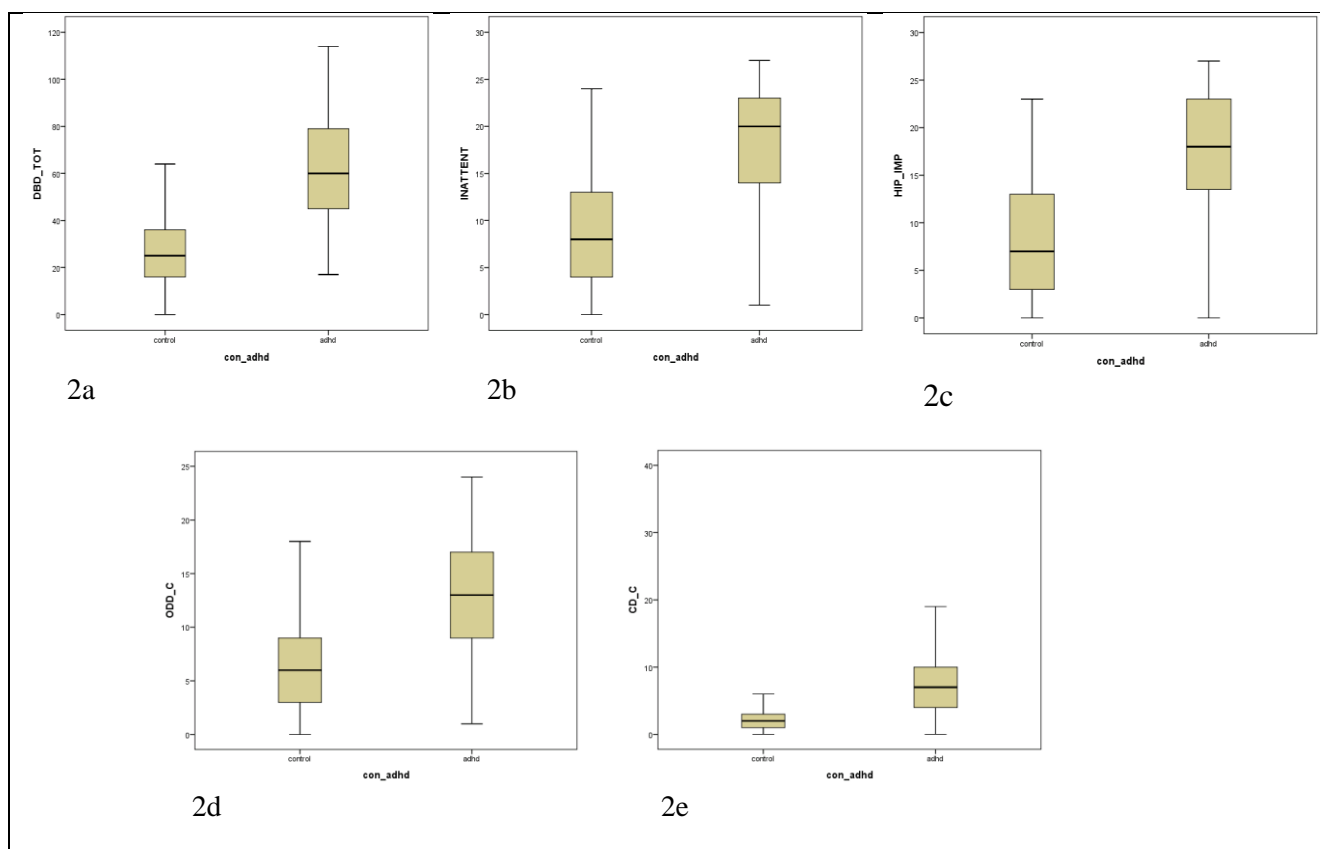 120
100
80
60
40
20
0
DBD_TOT
control
adhd
con_adhd
2a
30
25
20
15
10
5
0
INATTENT
control
adhd
con_adhd
2b
30
25
20
15
10
5
0
HIP_IMP
control
adhd
con_adhd
2c
25
20
15
10
5
0
ODD_C
control
adhd
con_adhd
2d
40
30
20
10
0
CD_C
control
adhd
con_adhd
2e